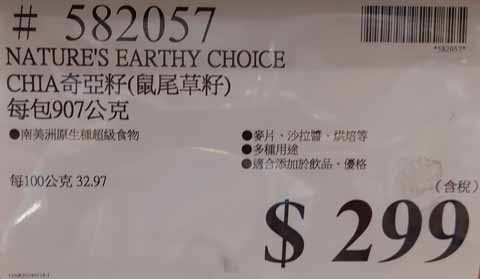 # 582057
*582057*
NATURE'S EARTHY CHOICE
CHIA奇亞籽(鼠尾草籽)
每包907公克
●南美洲原生種超級食物
●麥片、沙拉醬、烘焙等
●多種用途
●適合添加於飲品、優格
每100公克 32.97
(含稅)
$ 299